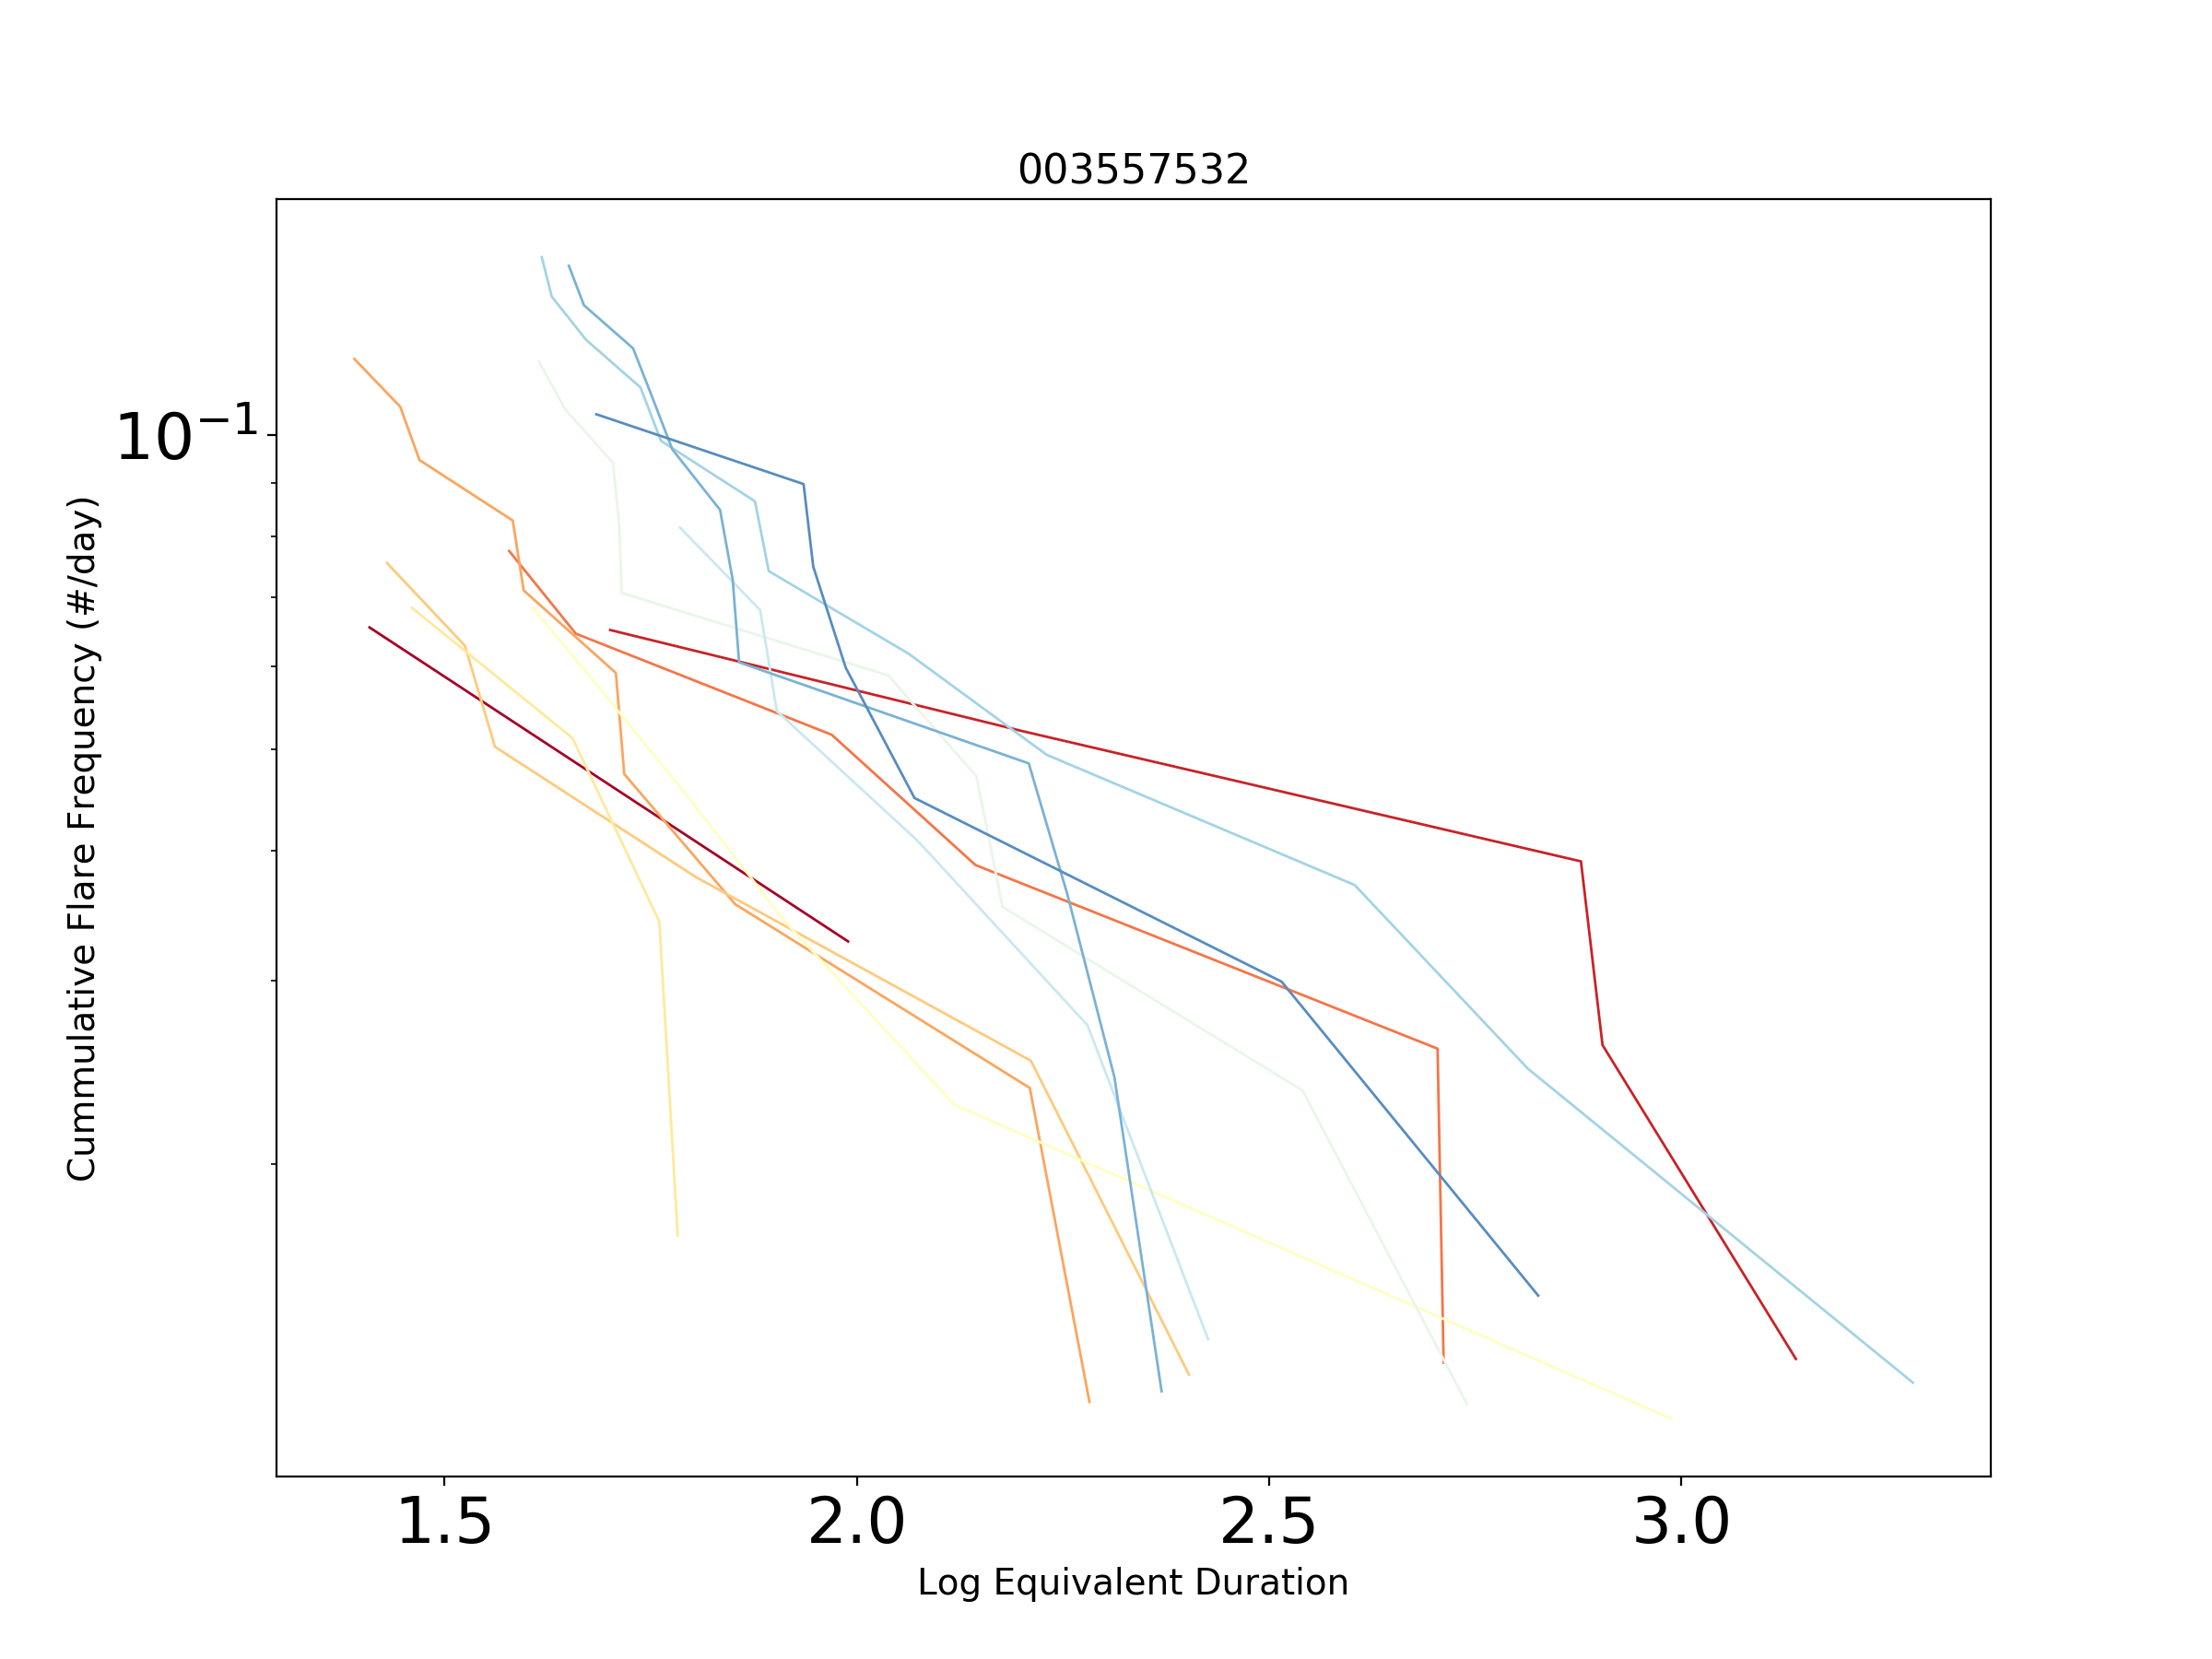 003557532
10⁻¹
Cummulative Flare Frequency (#/day)
1.5 2.0 2.5 3.0
Log Equivalent Duration